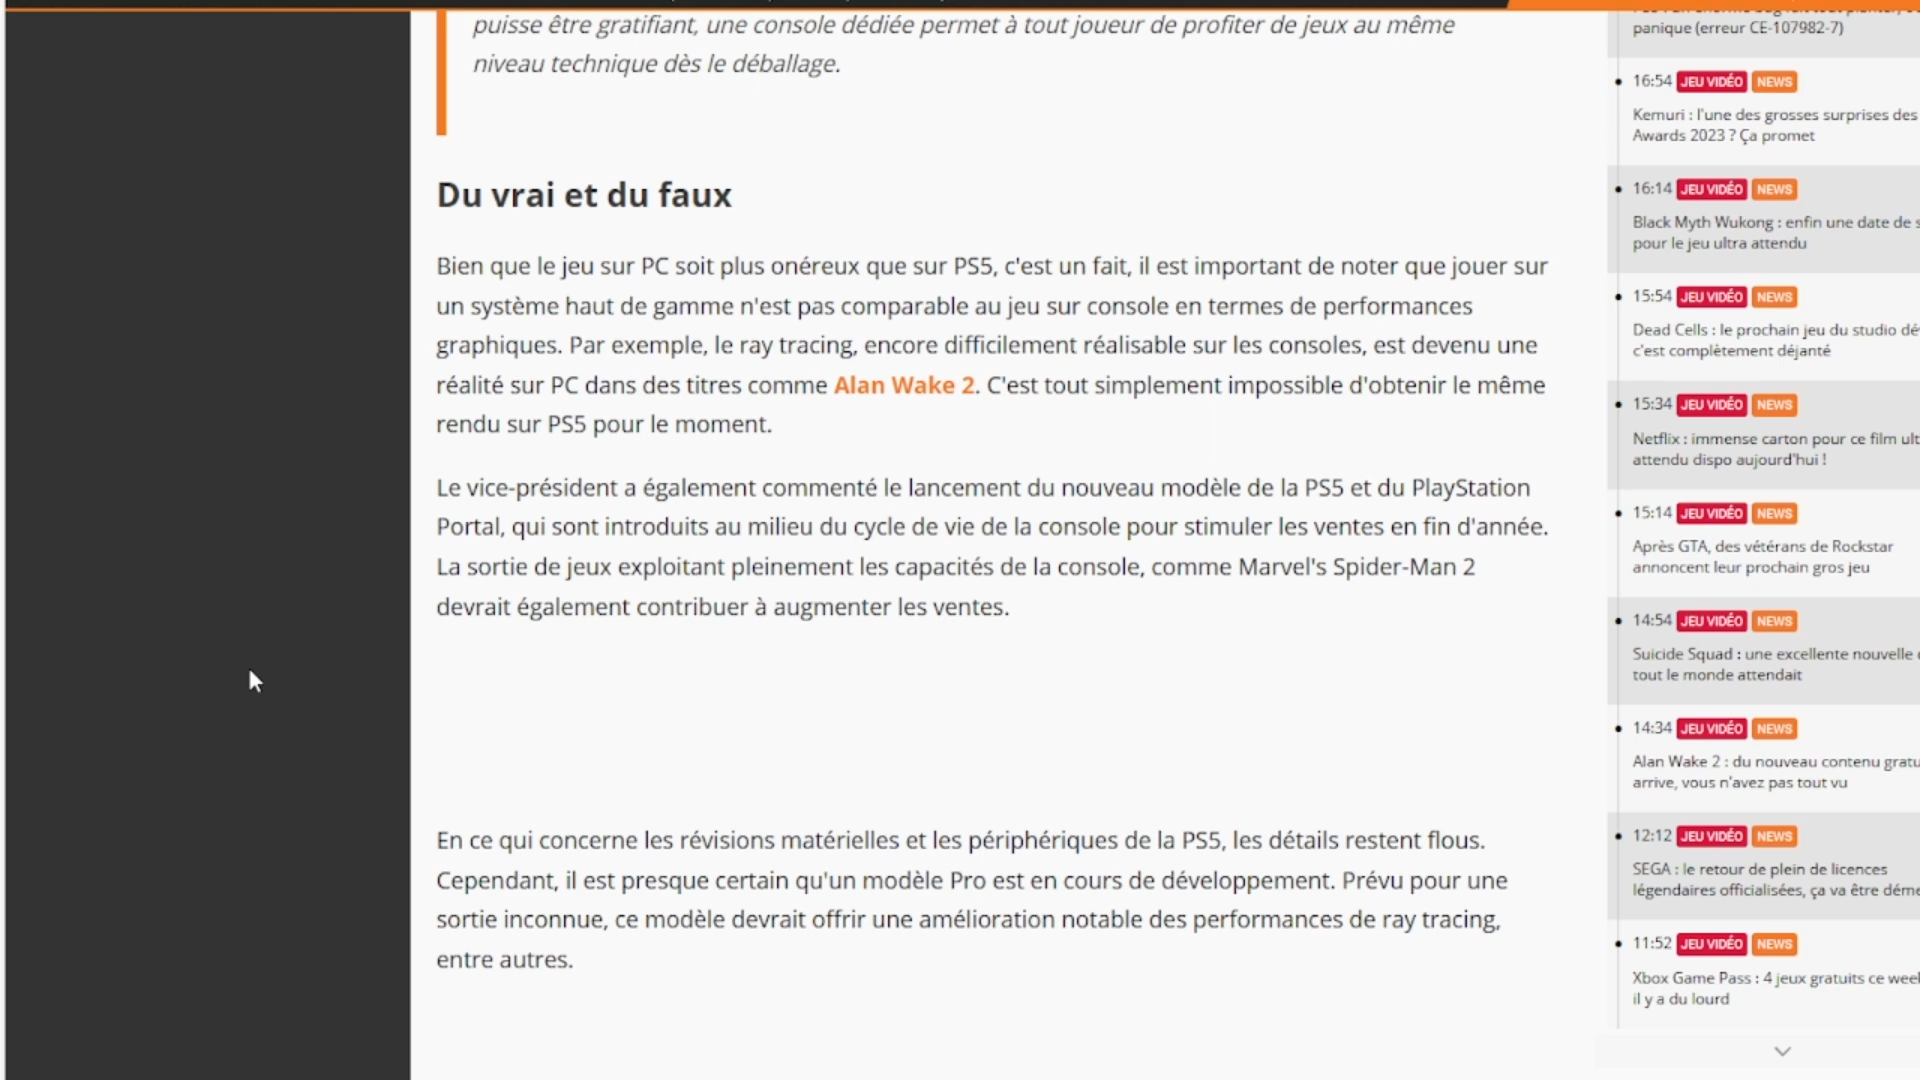 puisse être gratifiant, une console dédiée permet à tout joueur de profiter de jeux au même
niveau technique dès le déballage.
Du vrai et du faux
Bien que le jeu sur PC soit plus onéreux que sur PS5, c'est un fait, il est important de noter que jouer sur
un système haut de gamme n'est pas comparable au jeu sur console en termes de performances
graphiques. Par exemple, le ray tracing, encore difficilement réalisable sur les consoles, est devenu une
réalité sur PC dans des titres comme Alan Wake 2. C'est tout simplement impossible d'obtenir le même
rendu sur PS5 pour le moment.
Le vice-président a également commenté le lancement du nouveau modèle de la PS5 et du PlayStation
Portal, qui sont introduits au milieu du cycle de vie de la console pour stimuler les ventes en fin d'année.
La sortie de jeux exploitant pleinement les capacités de la console, comme Marvel's Spider-Man 2
devrait également contribuer à augmenter les ventes.
En ce qui concerne les révisions matérielles et les périphériques de la PS5, les détails restent flous.
Cependant, il est presque certain qu'un modèle Pro est en cours de développement. Prévu pour une
sortie inconnue, ce modèle devrait offrir une amélioration notable des performances de ray tracing,
entre autres.
panique (erreur CE-107982-7)
16:54 JEU VIDÉO NEWS
Kemuri : l'une des grosses surprises des
Awards 2023 ? Ça promet
16:14 JEU VIDÉO NEWS
Black Myth Wukong : enfin une date de s
pour le jeu ultra attendu
15:54 JEU VIDÉO NEWS
Dead Cells : le prochain jeu du studio dé
c'est complètement déjanté
15:34 JEU VIDÉO NEWS
Netflix : immense carton pour ce film ult
attendu dispo aujourd'hui !
15:14 JEU VIDÉO NEWS
Après GTA, des vétérans de Rockstar
annoncent leur prochain gros jeu
14:54 JEU VIDÉO NEWS
Suicide Squad : une excellente nouvelle
tout le monde attendait
14:34 JEU VIDÉO NEWS
Alan Wake 2 : du nouveau contenu gratu
arrive, vous n'avez pas tout vu
12:12 JEU VIDÉO NEWS
SEGA : le retour de plein de licences
légendaires officialisées, ça va être déme
11:52 JEU VIDÉO NEWS
Xbox Game Pass : 4 jeux gratuits ce week
il y a du lourd